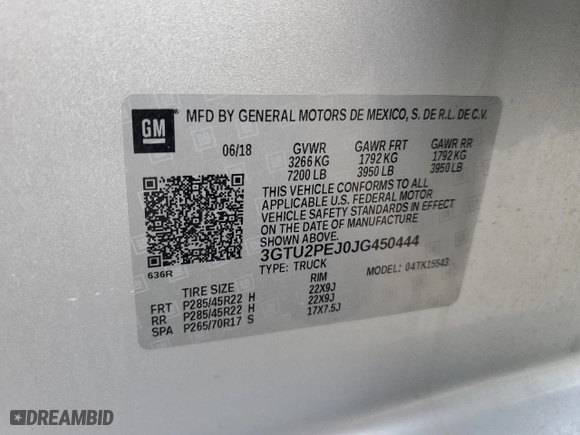 GM
MFD BY GENERAL MOTORS DE MEXICO, S. DE R.L. DE C.V.
06/18 GVWR GAWR FRT GAWR RR
3266 KG 1792 KG 1792 KG
7200 LB 3950 LB 3950 LB
THIS VEHICLE CONFORMS TO ALL
APPLICABLE U.S. FEDERAL MOTOR
VEHICLE SAFETY STANDARDS IN EFFECT
ON THE DATE OF MANUFACTURE
SHOWN ABOVE.
3GTU2PEJ0JG450444
636R
TYPE: TRUCK MODEL: 04TK15543
TIRE SIZE RIM
FRT P285/45R22 H 22X9J
RR P285/45R22 H 22X9J
SPA P265/70R17 S 17X7.5J
DREAMBID